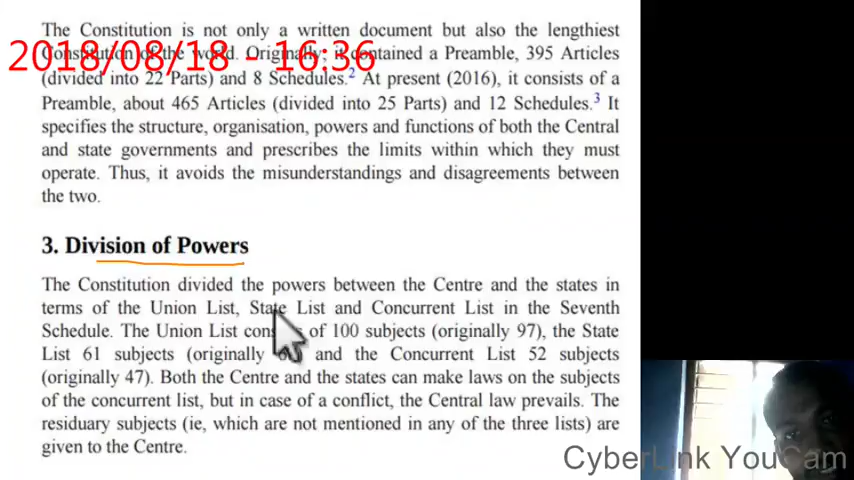 The Constitution is not only a written document but also the lengthiest
2018/08/18 - 16:36
Constitution of the world. Originally, it contained a Preamble, 395 Articles
(divided into 22 Parts) and 8 Schedules.2 At present (2016), it consists of a
Preamble, about 465 Articles (divided into 25 Parts) and 12 Schedules.3 It
specifies the structure, organisation, powers and functions of both the Central
and state governments and prescribes the limits within which they must
operate. Thus, it avoids the misunderstandings and disagreements between
the two.
3. Division of Powers
The Constitution divided the powers between the Centre and the states in
terms of the Union List, State List and Concurrent List in the Seventh
Schedule. The Union List of 100 subjects (originally 97), the State
List 61 subjects (originally and the Concurrent List 52 subjects
(originally 47). Both the Centre and the states can make laws on the subjects
of the concurrent list, but in case of a conflict, the Central law prevails. The
residuary subjects (ie, which are not mentioned in any of the three lists) are
given to the Centre.
CyberLink YouCam